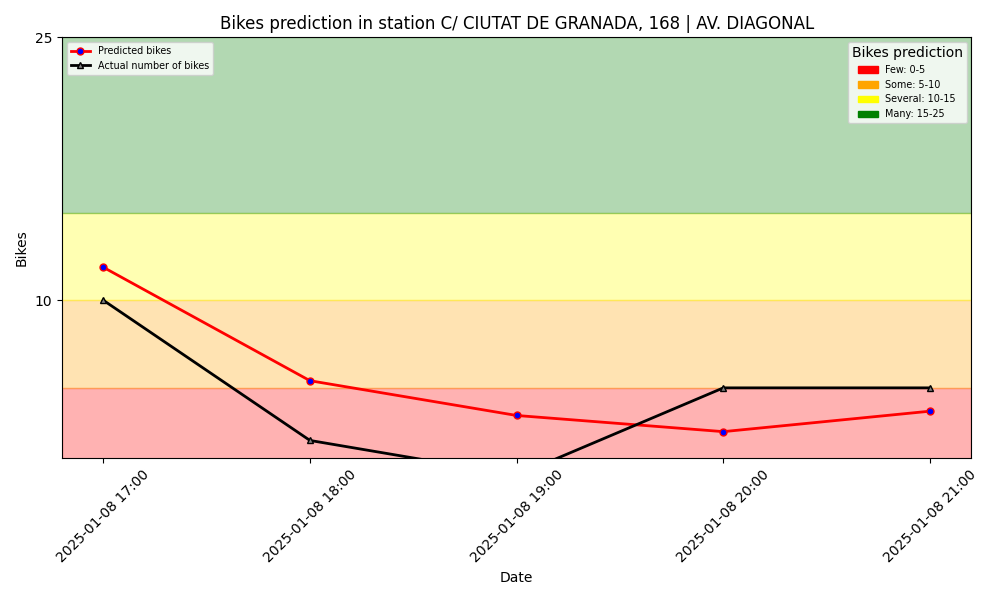 Bikes prediction in station C/ CIUTAT DE GRANADA, 168 | AV. DIAGONAL
25
10
Bikes
Predicted bikes
Actual number of bikes
Bikes prediction
Few: 0-5
Some: 5-10
Several: 10-15
Many: 15-25
2025-01-08 17:00
2025-01-08 18:00
2025-01-08 19:00
2025-01-08 20:00
2025-01-08 21:00
Date